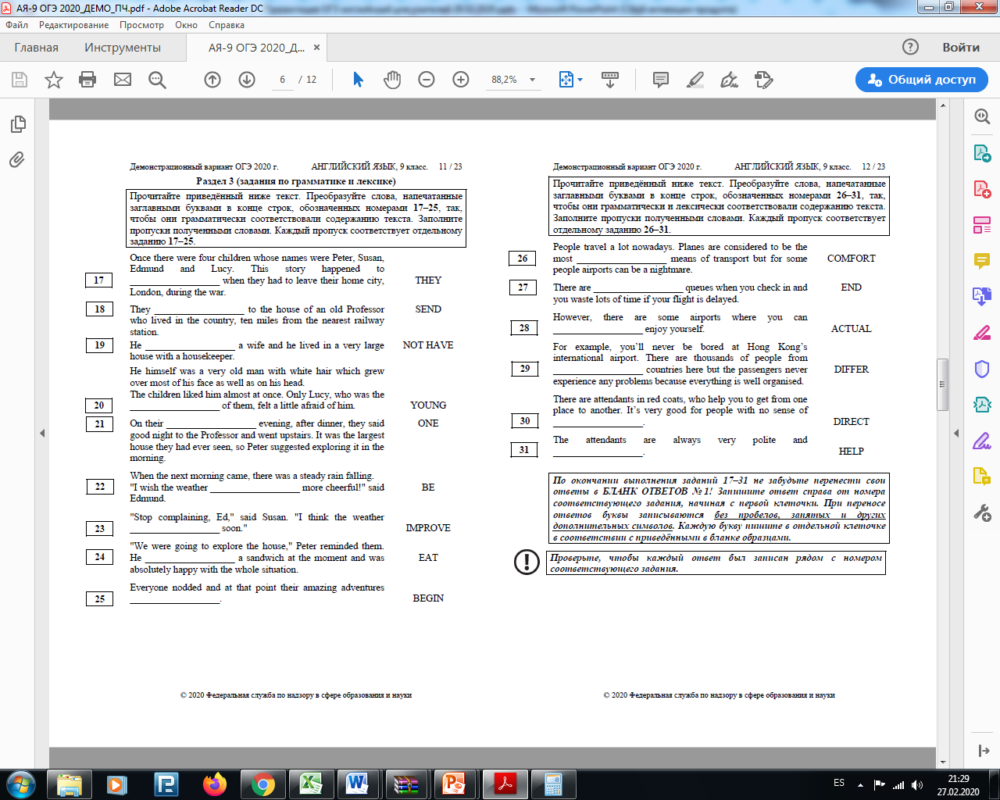 АЯ-9 ОГЭ 2020_ДЕМО_ПЧ.pdf - Adobe Acrobat Reader DC
Файл Редактирование Просмотр Окно Справка
Главная Инструменты АЯ-9 ОГЭ 2020_Д... × ? Войти
6 / 12 88,2% Общий доступ
Демонстрационный вариант ОГЭ 2020 г. АНГЛИЙСКИЙ ЯЗЫК, 9 класс. 11 / 23
Раздел 3 (задания по грамматике и лексике)
Прочитайте приведённый ниже текст. Преобразуйте слова, напечатанные
заглавными буквами в конце строк, обозначенных номерами 17–25, так,
чтобы они грамматически соответствовали содержанию текста. Заполните
пропуски полученными словами. Каждый пропуск соответствует отдельному
заданию 17–25.
Once there were four children whose names were Peter, Susan,
Edmund and Lucy. This story happened to
17 ____________________ when they had to leave their home city, THEY
London, during the war.
18 They ____________________ to the house of an old Professor SEND
who lived in the country, ten miles from the nearest railway
station.
19 He ____________________ a wife and he lived in a very large NOT HAVE
house with a housekeeper.
He himself was a very old man with white hair which grew
over most of his face as well as on his head.
The children liked him almost at once. Only Lucy, who was the
20 ____________________ of them, felt a little afraid of him. YOUNG
21 On their ____________________ evening, after dinner, they said ONE
good night to the Professor and went upstairs. It was the largest
house they had ever seen, so Peter suggested exploring it in the
morning.
When the next morning came, there was a steady rain falling.
22 "I wish the weather ____________________ more cheerful!" said BE
Edmund.
"Stop complaining, Ed," said Susan. "I think the weather
23 ____________________ soon." IMPROVE
"We were going to explore the house," Peter reminded them.
24 He ____________________ a sandwich at the moment and was EAT
absolutely happy with the whole situation.
Everyone nodded and at that point their amazing adventures
25 ____________________. BEGIN
© 2020 Федеральная служба по надзору в сфере образования и науки
Демонстрационный вариант ОГЭ 2020 г. АНГЛИЙСКИЙ ЯЗЫК, 9 класс. 12 / 23
Прочитайте приведённый ниже текст. Преобразуйте слова, напечатанные
заглавными буквами в конце строк, обозначенных номерами 26–31, так,
чтобы они грамматически и лексически соответствовали содержанию текста.
Заполните пропуски полученными словами. Каждый пропуск соответствует
отдельному заданию 26–31.
People travel a lot nowadays. Planes are considered to be the
26 most ____________________ means of transport but for some COMFORT
people airports can be a nightmare.
27 There are ____________________ queues when you check in and END
you waste lots of time if your flight is delayed.
However, there are some airports where you can
28 ____________________ enjoy yourself. ACTUAL
For example, you’ll never be bored at Hong Kong’s
international airport. There are thousands of people from
29 ____________________ countries here but the passengers never DIFFER
experience any problems because everything is well organised.
There are attendants in red coats, who help you to get from one
place to another. It’s very good for people with no sense of
30 ____________________. DIRECT
The attendants are always very polite and
31 ____________________. HELP
По окончании выполнения заданий 17–31 не забудьте перенести свои
ответы в БЛАНК ОТВЕТОВ № 1! Запишите ответ справа от номера
соответствующего задания, начиная с первой клеточки. При переносе
ответов буквы записываются без пробелов, запятых и других
дополнительных символов. Каждую букву пишите в отдельной клеточке
в соответствии с приведёнными в бланке образцами.
Проверьте, чтобы каждый ответ был записан рядом с номером
соответствующего задания.
© 2020 Федеральная служба по надзору в сфере образования и науки
ES 21:29
27.02.2020